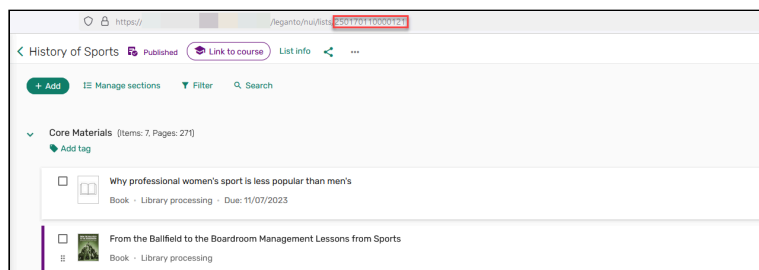 https:// /leganto/nui/lists/250170110000121
History of Sports Published Link to course List info ...
+ Add Manage sections Filter Search
Core Materials (Items: 7, Pages: 271)
Add tag
Why professional women's sport is less popular than men's
Book · Library processing · Due: 11/07/2023
From the Ballfield to the Boardroom Management Lessons from Sports
Book · Library processing